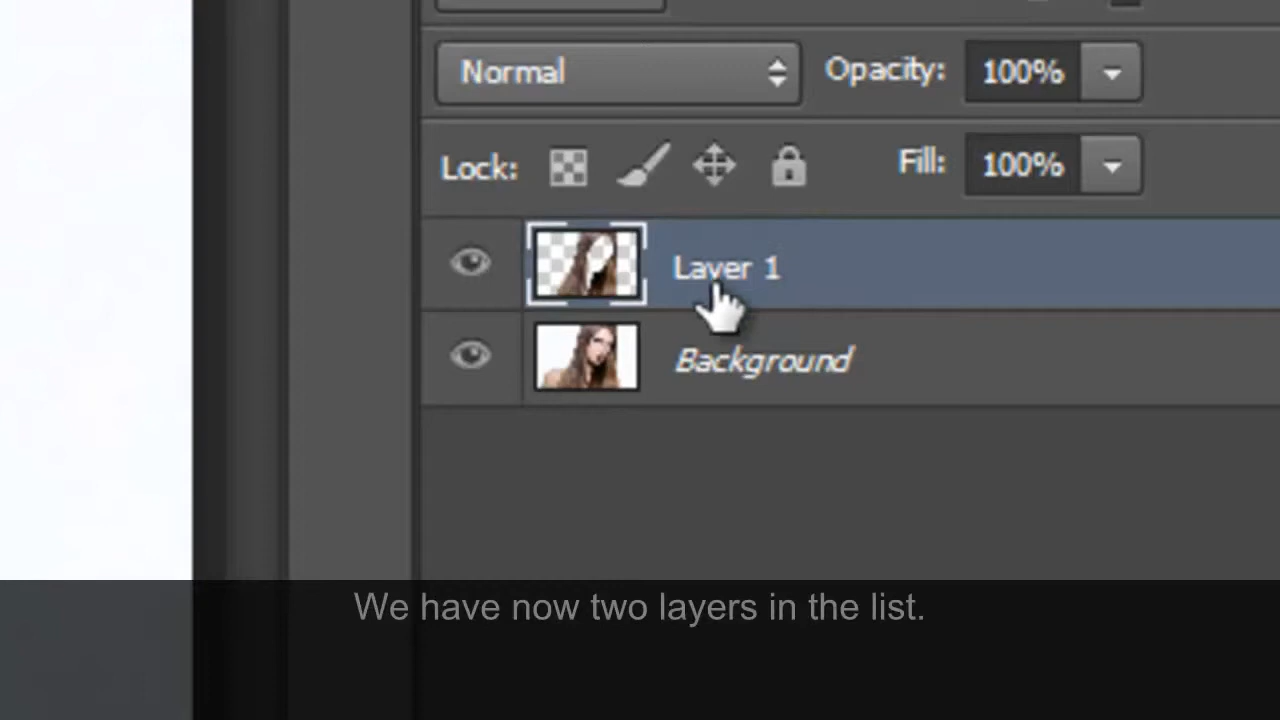 Normal Opacity: 100%
Lock: Fill: 100%
Layer 1
Background
We have now two layers in the list.